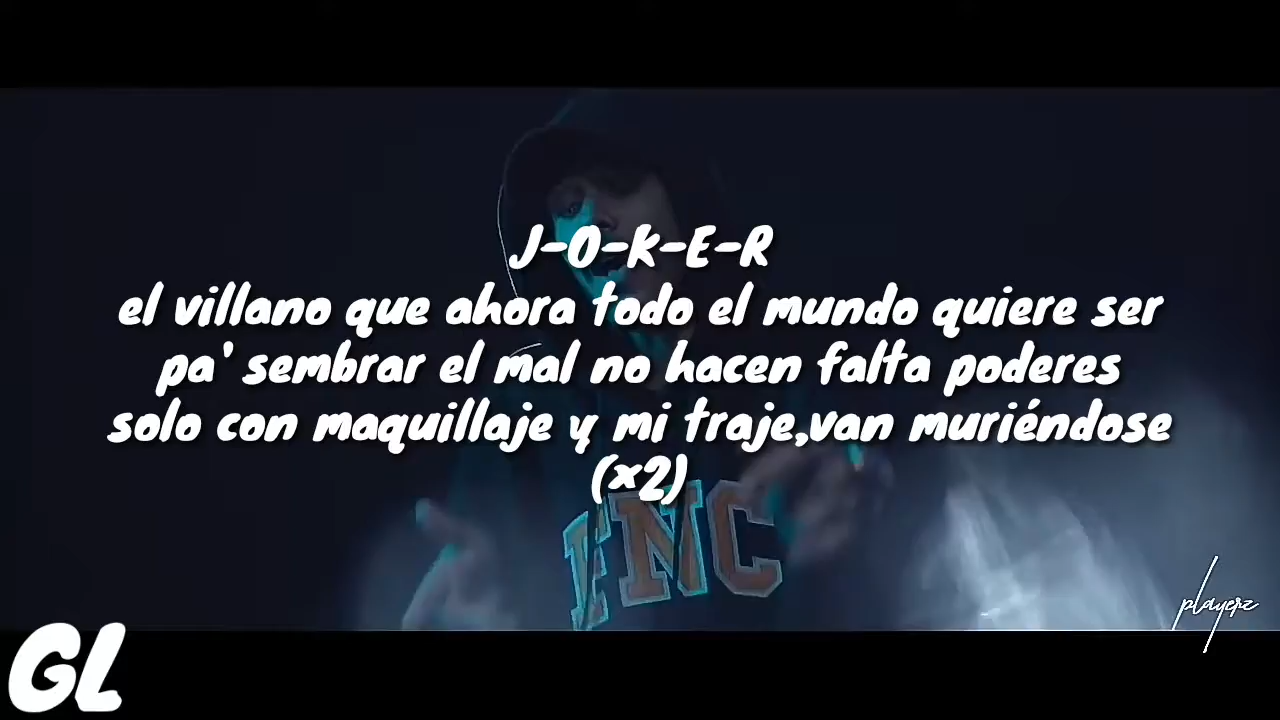 J-O-K-E-R
el villano que ahora todo el mundo quiere ser
pa' sembrar el mal no hacen falta poderes
solo con maquillaje y mi traje,van muriéndose
(x2)
ENC
playerz
GL